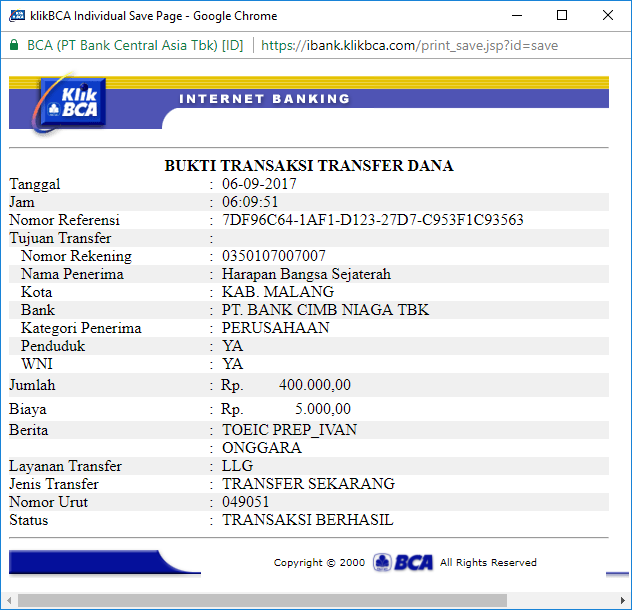 klikBCA Individual Save Page - Google Chrome
BCA (PT Bank Central Asia Tbk) [ID] | https://ibank.klikbca.com/print_save.jsp?id=save
Klik BCA
INTERNET BANKING
BUKTI TRANSAKSI TRANSFER DANA
Tanggal : 06-09-2017
Jam : 06:09:51
Nomor Referensi : 7DF96C64-1AF1-D123-27D7-C953F1C93563
Tujuan Transfer :
Nomor Rekening : 0350107007007
Nama Penerima : Harapan Bangsa Sejaterah
Kota : KAB. MALANG
Bank : PT. BANK CIMB NIAGA TBK
Kategori Penerima : PERUSAHAAN
Penduduk : YA
WNI : YA
Jumlah : Rp. 400.000,00
Biaya : Rp. 5.000,00
Berita : TOEIC PREP_IVAN
: ONGGARA
Layanan Transfer : LLG
Jenis Transfer : TRANSFER SEKARANG
Nomor Urut : 049051
Status : TRANSAKSI BERHASIL
Copyright © 2000 BCA All Rights Reserved